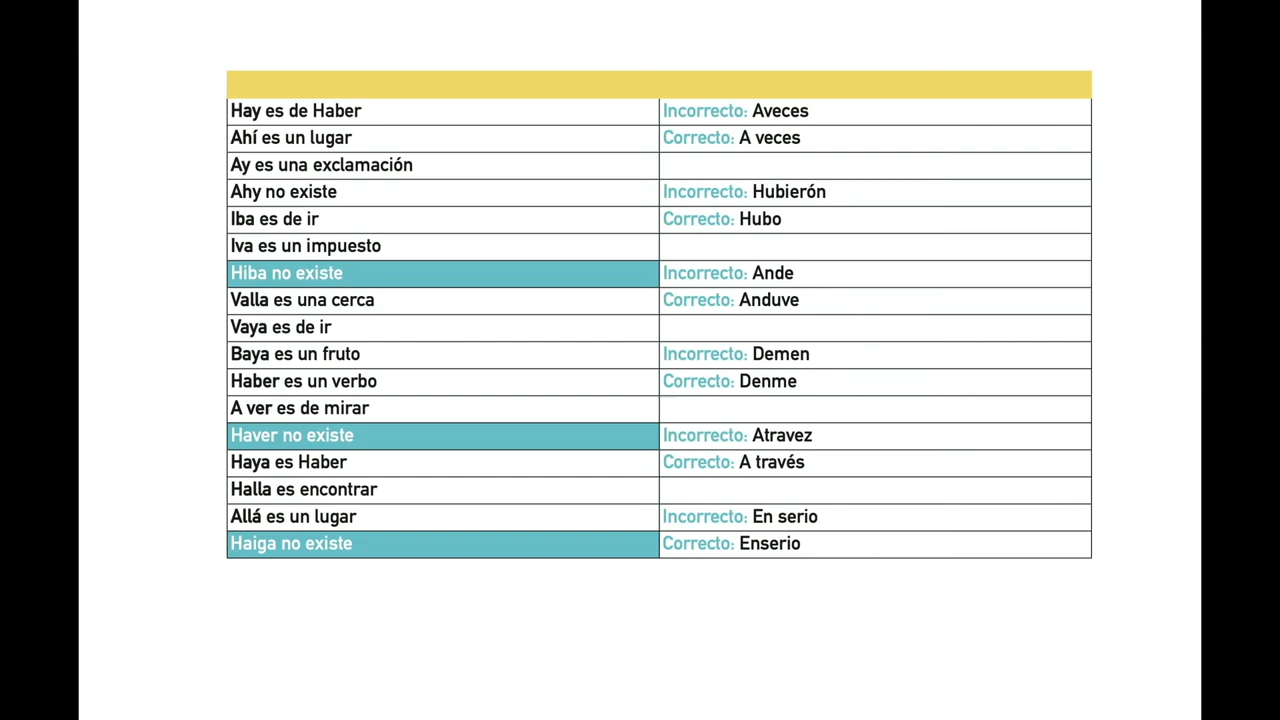 Hay es de Haber
Incorrecto: Aveces
Ahí es un lugar
Correcto: A veces
Ay es una exclamación
Ahy no existe
Incorrecto: Hubierón
Iba es de ir
Correcto: Hubo
Iva es un impuesto
Hiba no existe
Incorrecto: Ande
Valla es una cerca
Correcto: Anduve
Vaya es de ir
Baya es un fruto
Incorrecto: Demen
Haber es un verbo
Correcto: Denme
A ver es de mirar
Haver no existe
Incorrecto: Atravez
Haya es Haber
Correcto: A través
Halla es encontrar
Allá es un lugar
Incorrecto: En serio
Haiga no existe
Correcto: Enserio